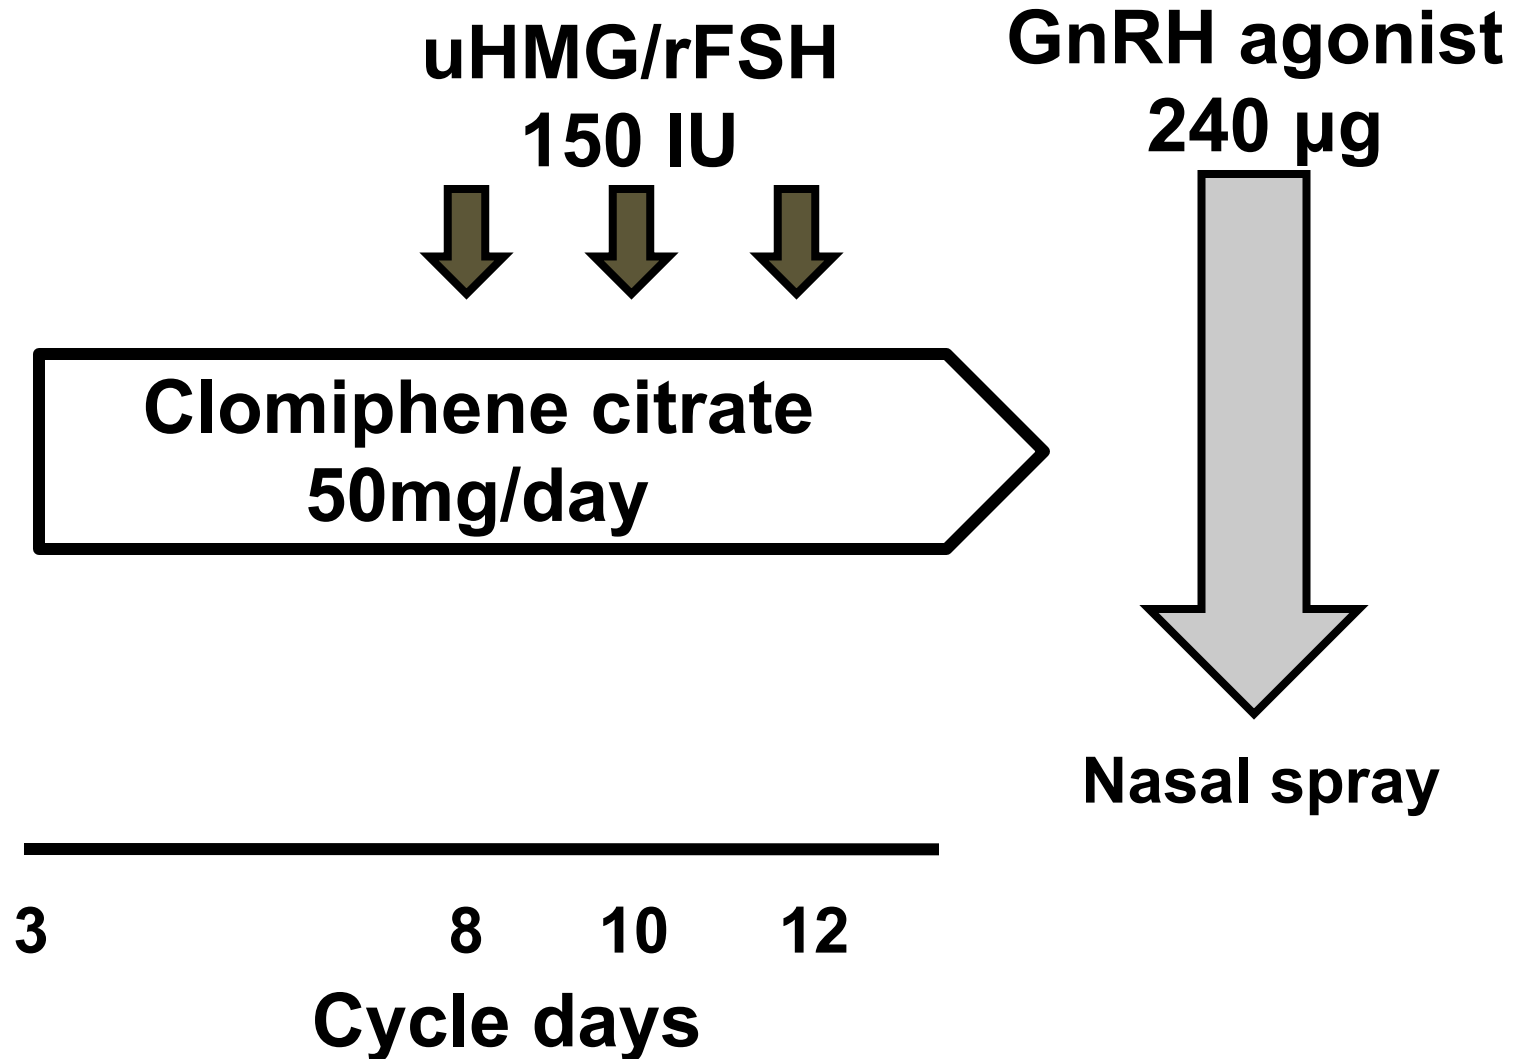 uHMG/rFSH
150 IU
GnRH agonist
240 µg
Clomiphene citrate
50mg/day
Nasal spray
3 8 10 12
Cycle days